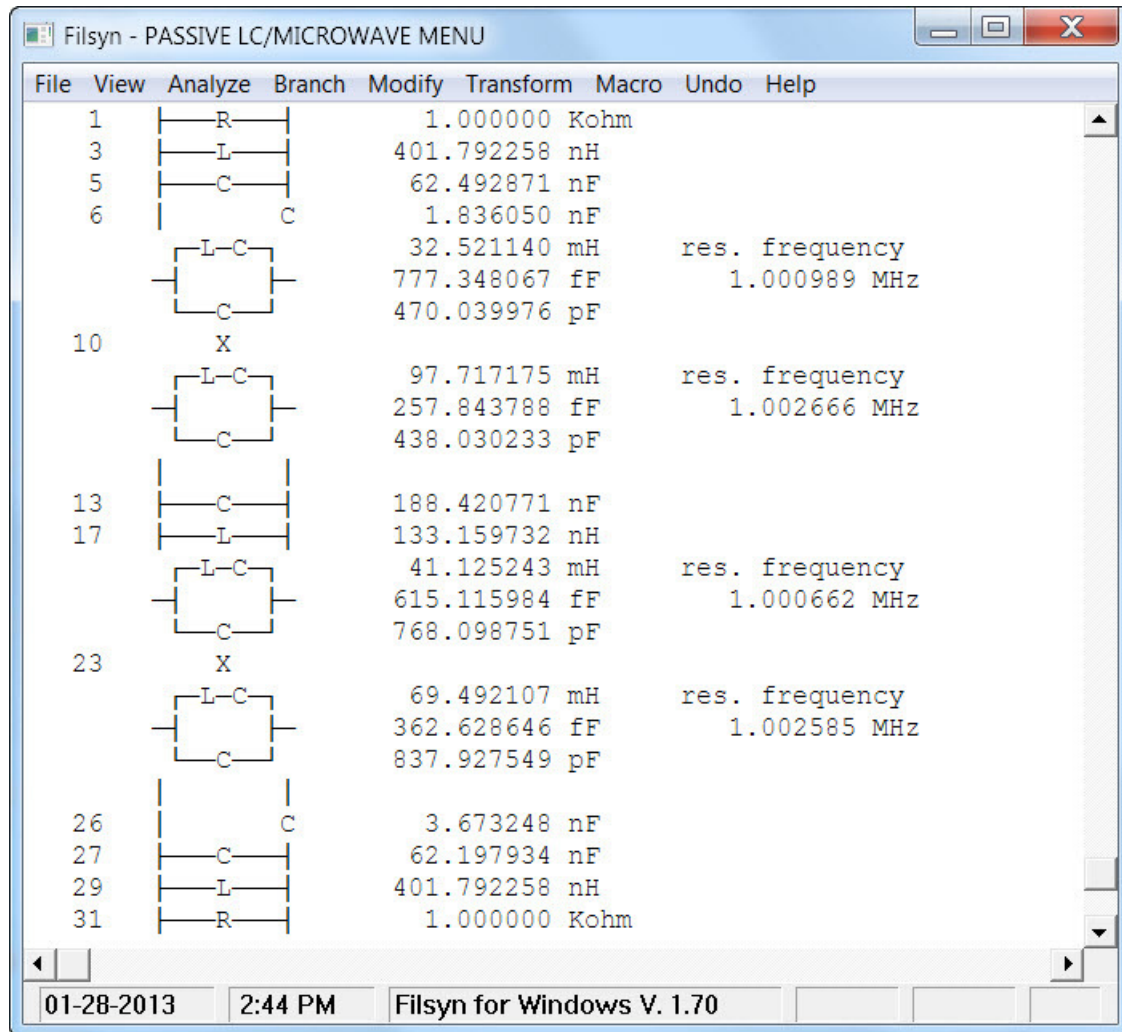 Filsyn - PASSIVE LC/MICROWAVE MENU
File View Analyze Branch Modify Transform Macro Undo Help
1 R 1.000000 Kohm
3 L 401.792258 nH
5 C 62.492871 nF
6 C 1.836050 nF
L-C 32.521140 mH res. frequency
777.348067 fF 1.000989 MHz
C 470.039976 pF
10 X
L-C 97.717175 mH res. frequency
257.843788 fF 1.002666 MHz
C 438.030233 pF
13 C 188.420771 nF
17 L 133.159732 nH
L-C 41.125243 mH res. frequency
615.115984 fF 1.000662 MHz
C 768.098751 pF
23 X
L-C 69.492107 mH res. frequency
362.628646 fF 1.002585 MHz
C 837.927549 pF
26 C 3.673248 nF
27 C 62.197934 nF
29 L 401.792258 nH
31 R 1.000000 Kohm
01-28-2013 2:44 PM Filsyn for Windows V. 1.70